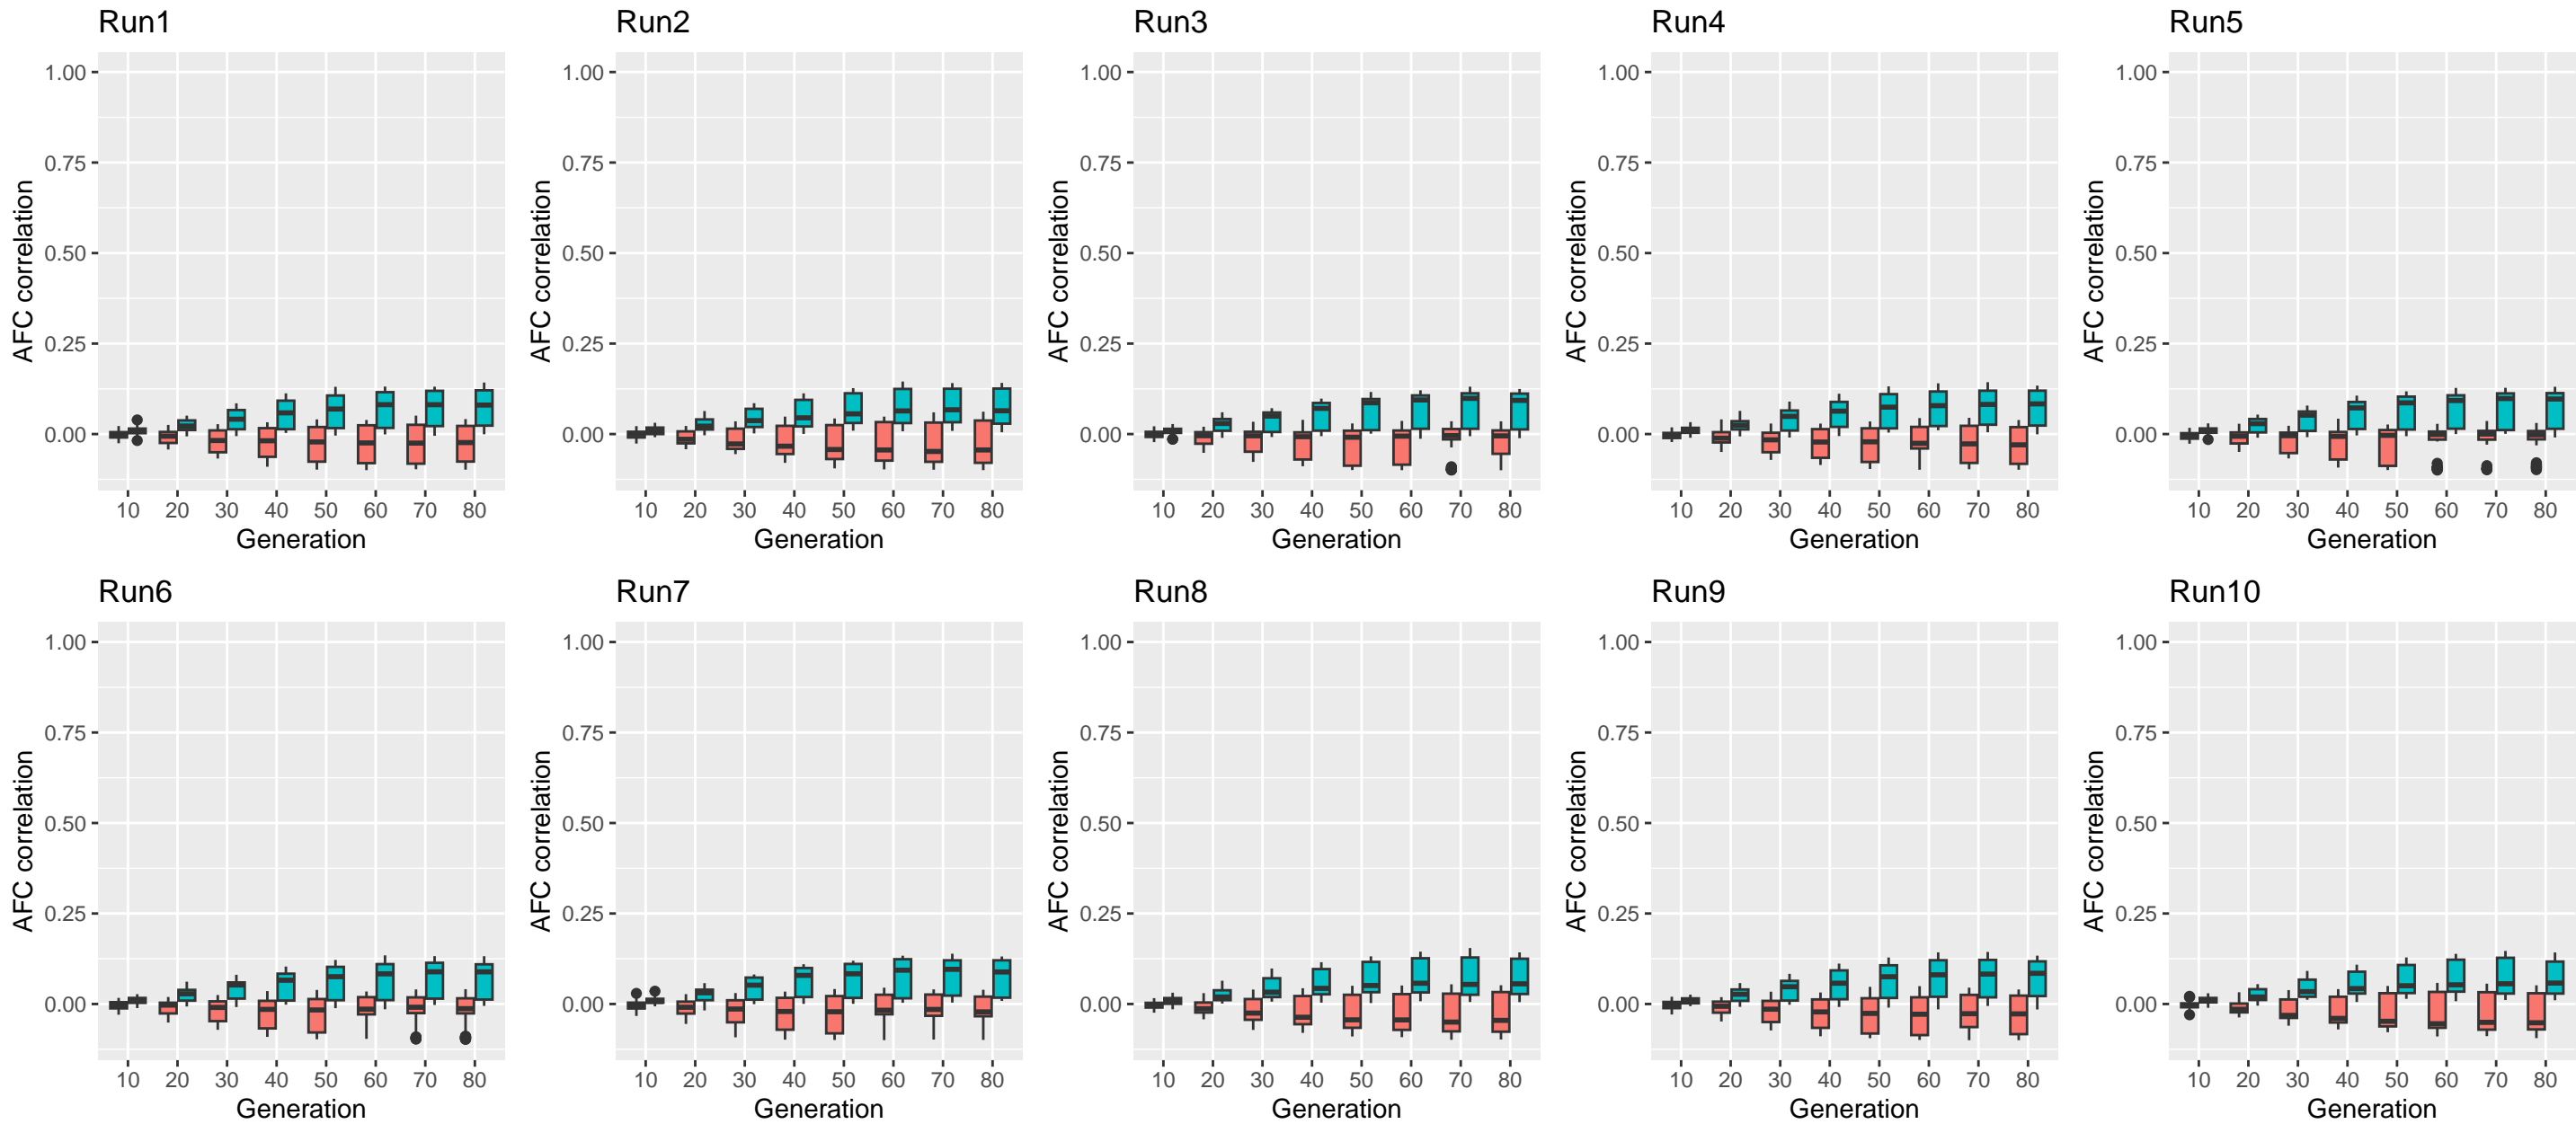 Run1 Run2 Run3 Run4 Run5
1.00 1.00 1.00 1.00 1.00
0.75 0.75 0.75 0.75 0.75
0.50 0.50 0.50 0.50 0.50
0.25 0.25 0.25 0.25 0.25
0.00 0.00 0.00 0.00 0.00
AFC correlation AFC correlation AFC correlation AFC correlation AFC correlation
10 20 30 40 50 60 70 80 10 20 30 40 50 60 70 80 10 20 30 40 50 60 70 80 10 20 30 40 50 60 70 80 10 20 30 40 50 60 70 80
Generation Generation Generation Generation Generation
Run6 Run7 Run8 Run9 Run10
1.00 1.00 1.00 1.00 1.00
0.75 0.75 0.75 0.75 0.75
0.50 0.50 0.50 0.50 0.50
0.25 0.25 0.25 0.25 0.25
0.00 0.00 0.00 0.00 0.00
AFC correlation AFC correlation AFC correlation AFC correlation AFC correlation
10 20 30 40 50 60 70 80 10 20 30 40 50 60 70 80 10 20 30 40 50 60 70 80 10 20 30 40 50 60 70 80 10 20 30 40 50 60 70 80
Generation Generation Generation Generation Generation